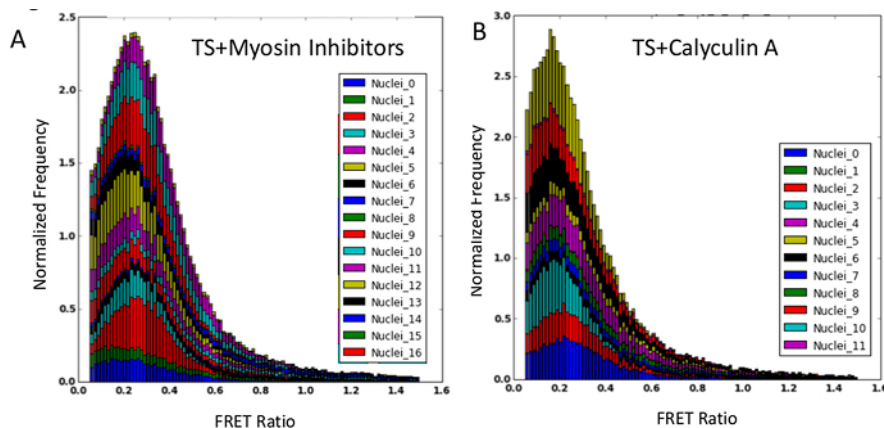 A
TS+Myosin Inhibitors
Normalized Frequency
2.5
2.0
1.5
1.0
0.5
0.0
Nuclei_0
Nuclei_1
Nuclei_2
Nuclei_3
Nuclei_4
Nuclei_5
Nuclei_6
Nuclei_7
Nuclei_8
Nuclei_9
Nuclei_10
Nuclei_11
Nuclei_12
Nuclei_13
Nuclei_14
Nuclei_15
Nuclei_16
0.0 0.2 0.4 0.6 0.8 1.0 1.2 1.4 1.6
FRET Ratio
B
TS+Calyculin A
Normalized Frequency
3.0
2.5
2.0
1.5
1.0
0.5
0.0
Nuclei_0
Nuclei_1
Nuclei_2
Nuclei_3
Nuclei_4
Nuclei_5
Nuclei_6
Nuclei_7
Nuclei_8
Nuclei_9
Nuclei_10
Nuclei_11
0.0 0.2 0.4 0.6 0.8 1.0 1.2 1.4 1.6
FRET Ratio